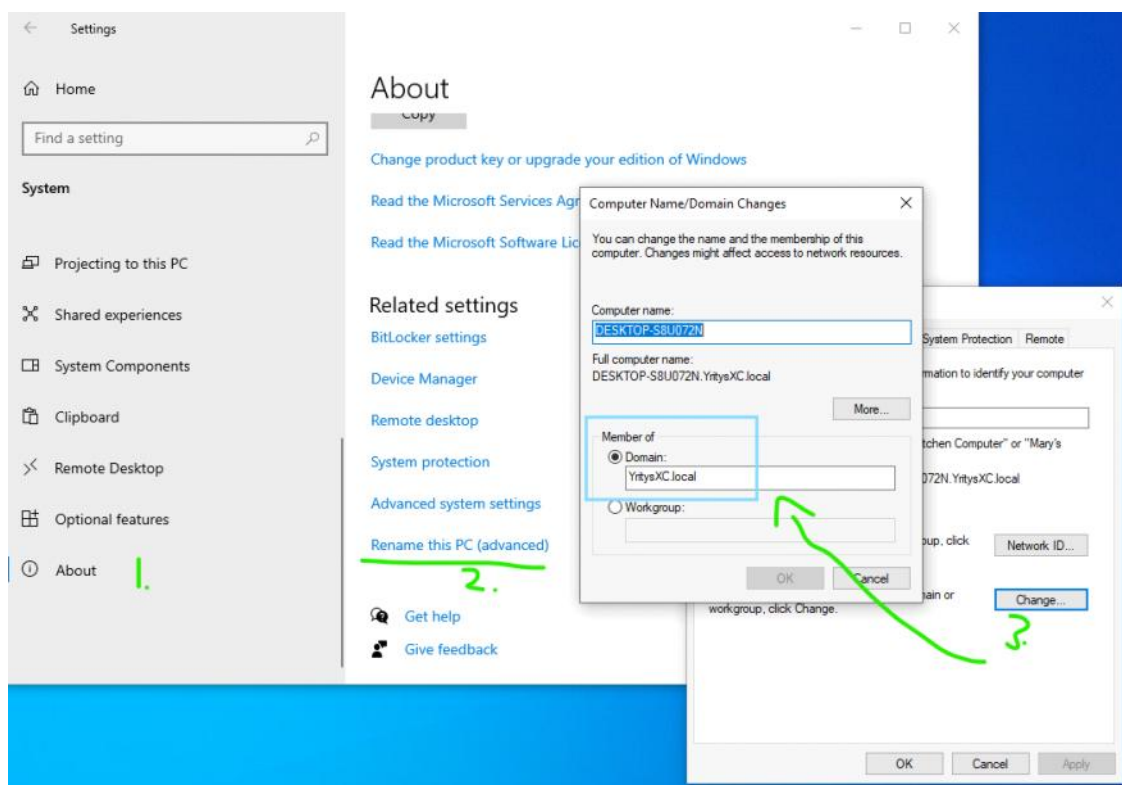 Settings
Home
Find a setting
System
Projecting to this PC
Shared experiences
System Components
Clipboard
Remote Desktop
Optional features
About
1.
About
Copy
Change product key or upgrade your edition of Windows
Read the Microsoft Services Agr
Read the Microsoft Software Lic
Related settings
BitLocker settings
Device Manager
Remote desktop
System protection
Advanced system settings
Rename this PC (advanced)
2.
Get help
Give feedback
Computer Name/Domain Changes
You can change the name and the membership of this
computer. Changes might affect access to network resources.
Computer name:
DESKTOP-S8U072N
Full computer name:
DESKTOP-S8U072N.YritysXC.local
More...
Member of
Domain:
YritysXC.local
Workgroup:
OK
Cancel
System Protection
Remote
mation to identify your computer
tchen Computer" or "Mary's
072N.YritysXC.local
oup, click
Network ID...
main or
workgroup, click Change.
Change...
3.
OK
Cancel
Apply